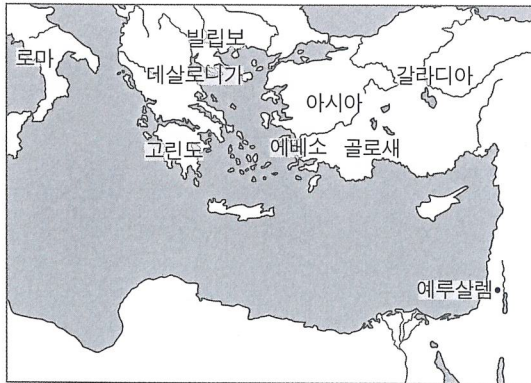 빌립보
로마
데살로니가
갈라디아
아시아
고린도
에베소
골로새
예루살렘